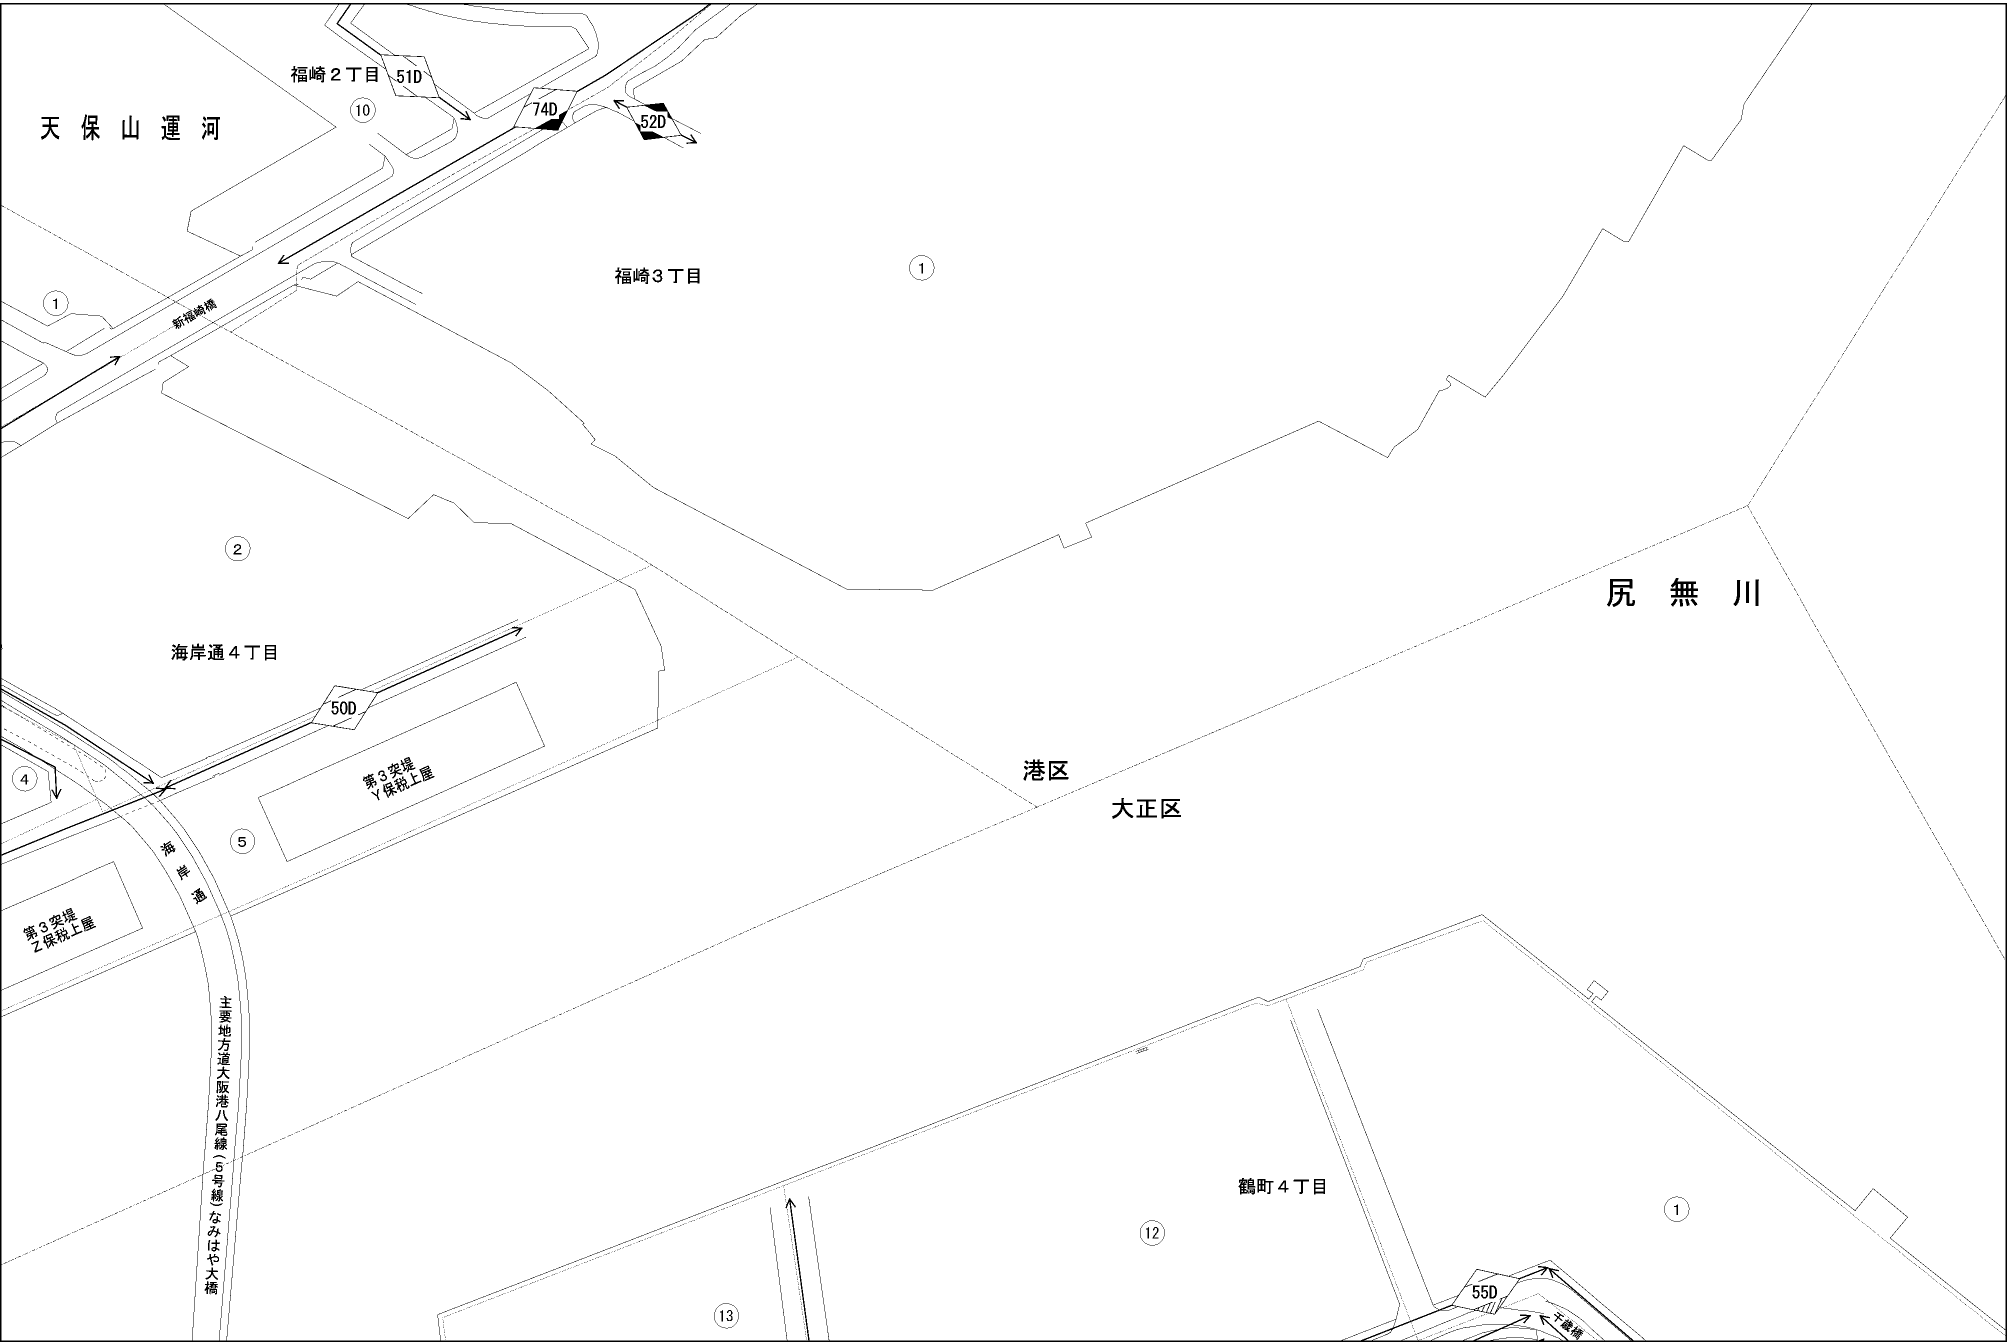 福崎２丁目
51D
10
74D
52D
天保山運河
福崎３丁目
1
1
新福崎橋
2
海岸通４丁目
50D
尻無川
港区
大正区
4
第３突堤
Ｙ保税上屋
5
海岸通
第３突堤
Ｚ保税上屋
主要地方道大阪港八尾線（５号線）なみはや大橋
鶴町４丁目
1
12
13
55D
千歳橋